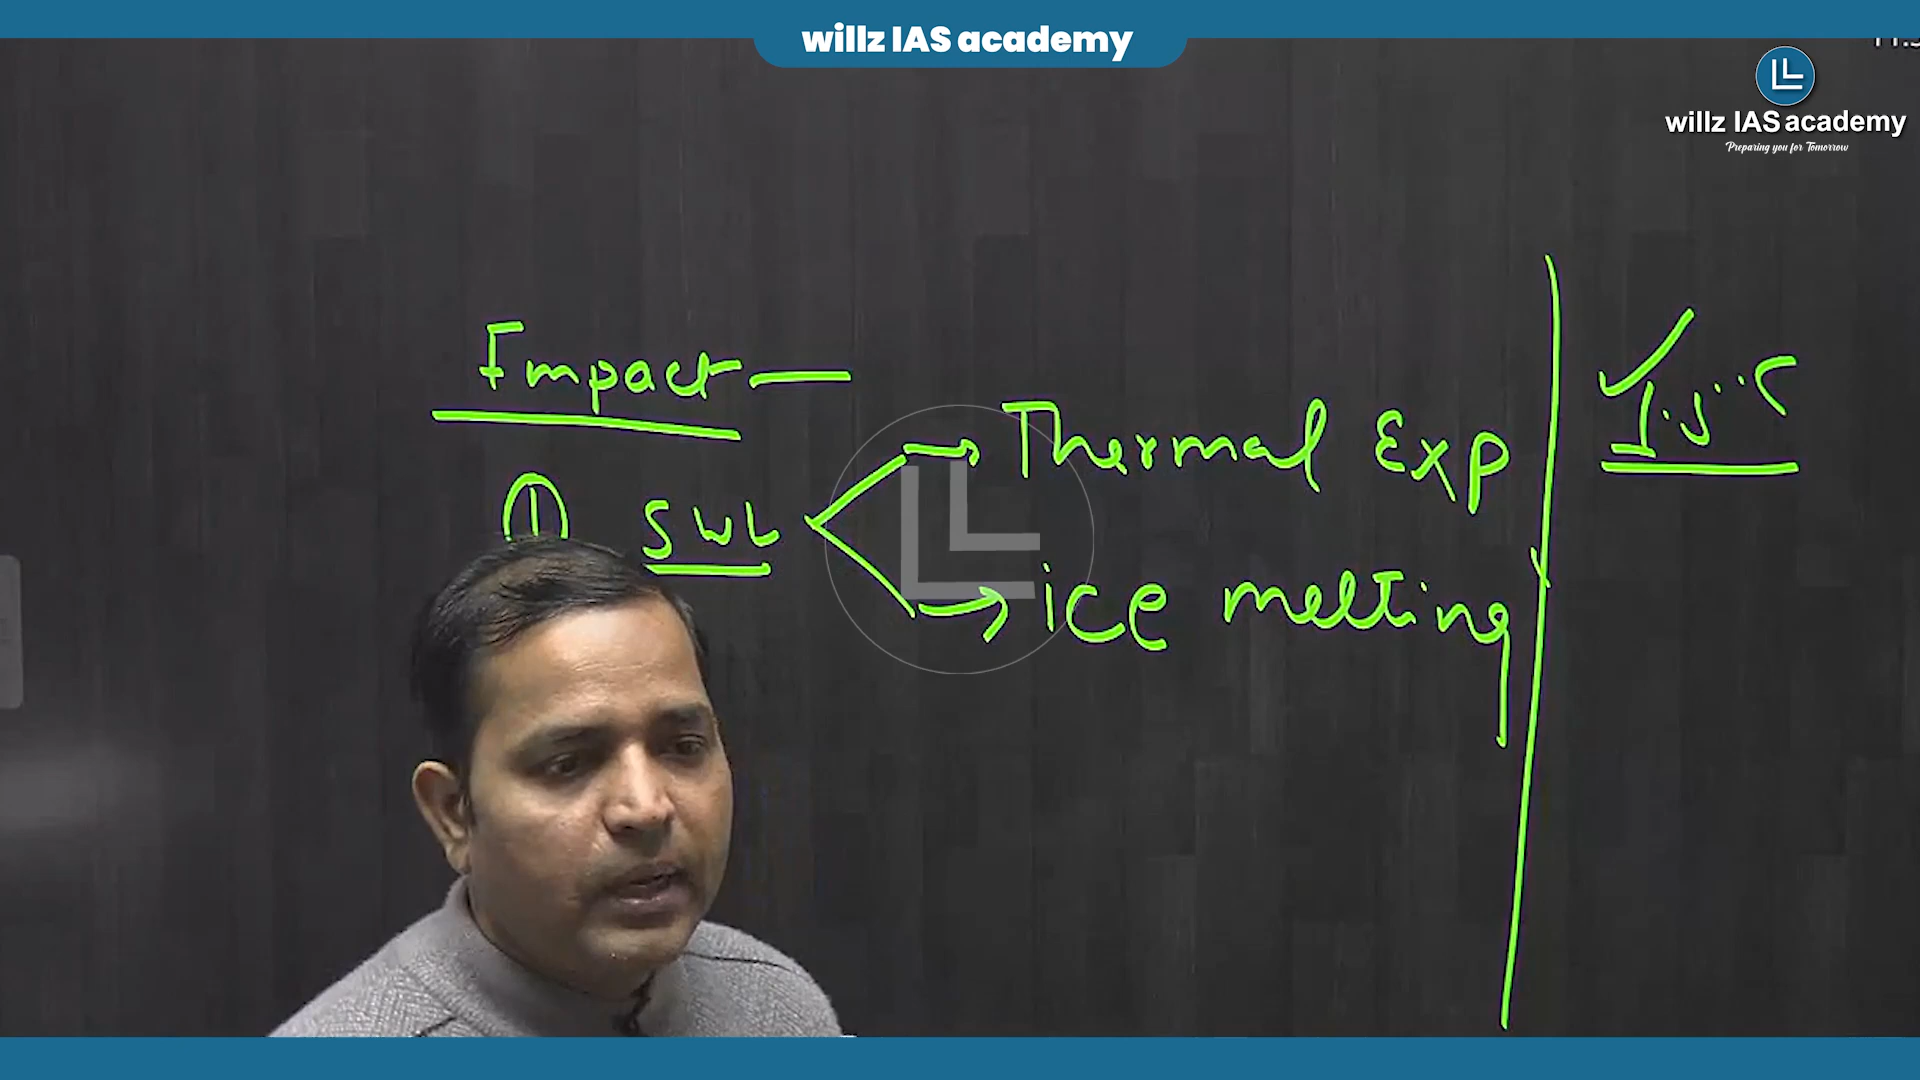 willz IAS academy
willz IAS academy
Preparing you for Tomorrow
Impact —
① SWL
→ Thermal Exp
→ ice melting